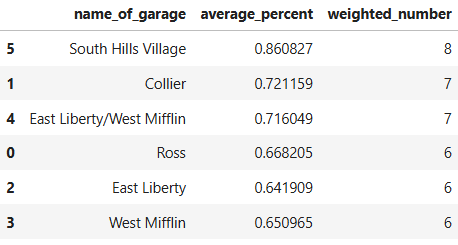 name_of_garage average_percent weighted_number
5 South Hills Village 0.860827 8
1 Collier 0.721159 7
4 East Liberty/West Mifflin 0.716049 7
0 Ross 0.668205 6
2 East Liberty 0.641909 6
3 West Mifflin 0.650965 6